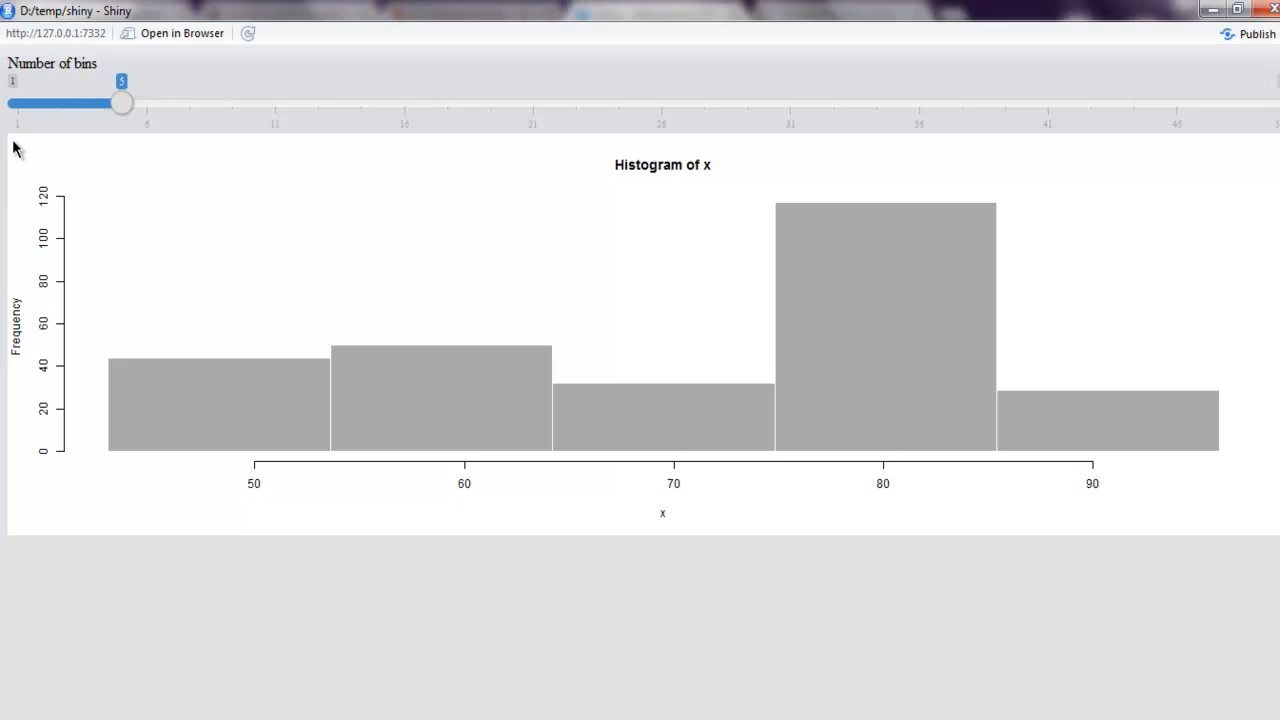 D:/temp/shiny - Shiny
http://127.0.0.1:7332 Open in Browser Publish
Number of bins
1 5
1 6 11 16 21 26 31 36 41 46
Histogram of x
120
100
80
60
40
20
0
Frequency
50 60 70 80 90
x